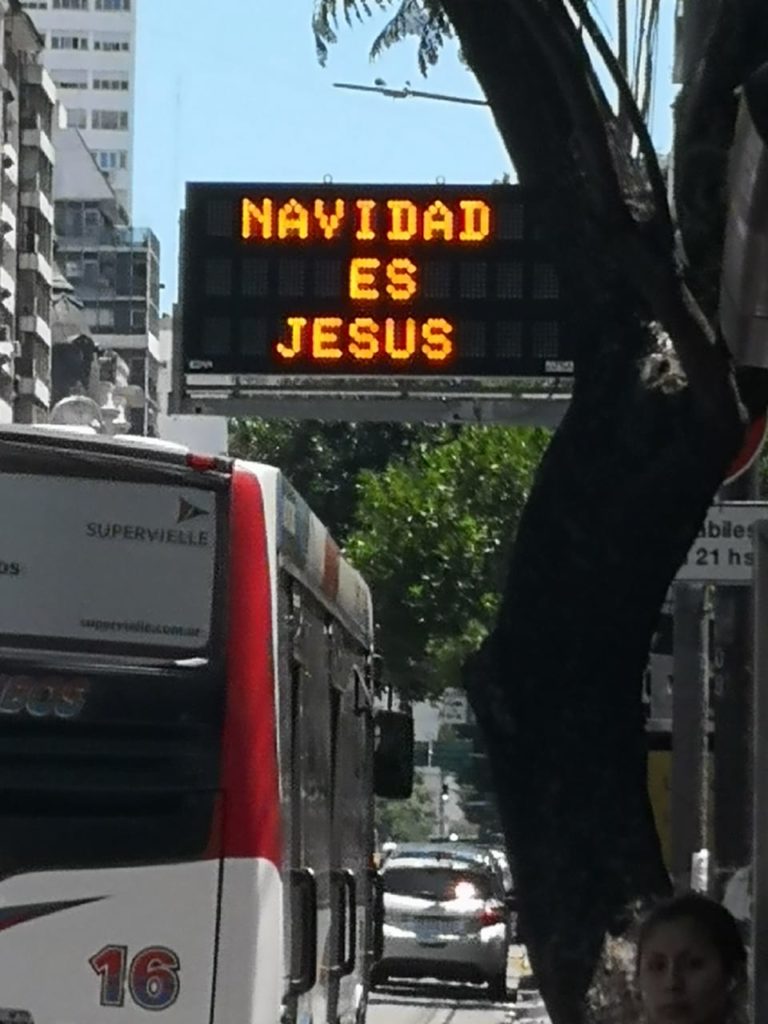 NAVIDAD
ES
JESUS
SUPERVIELLE
supervielle.com.ar
16
21 hs